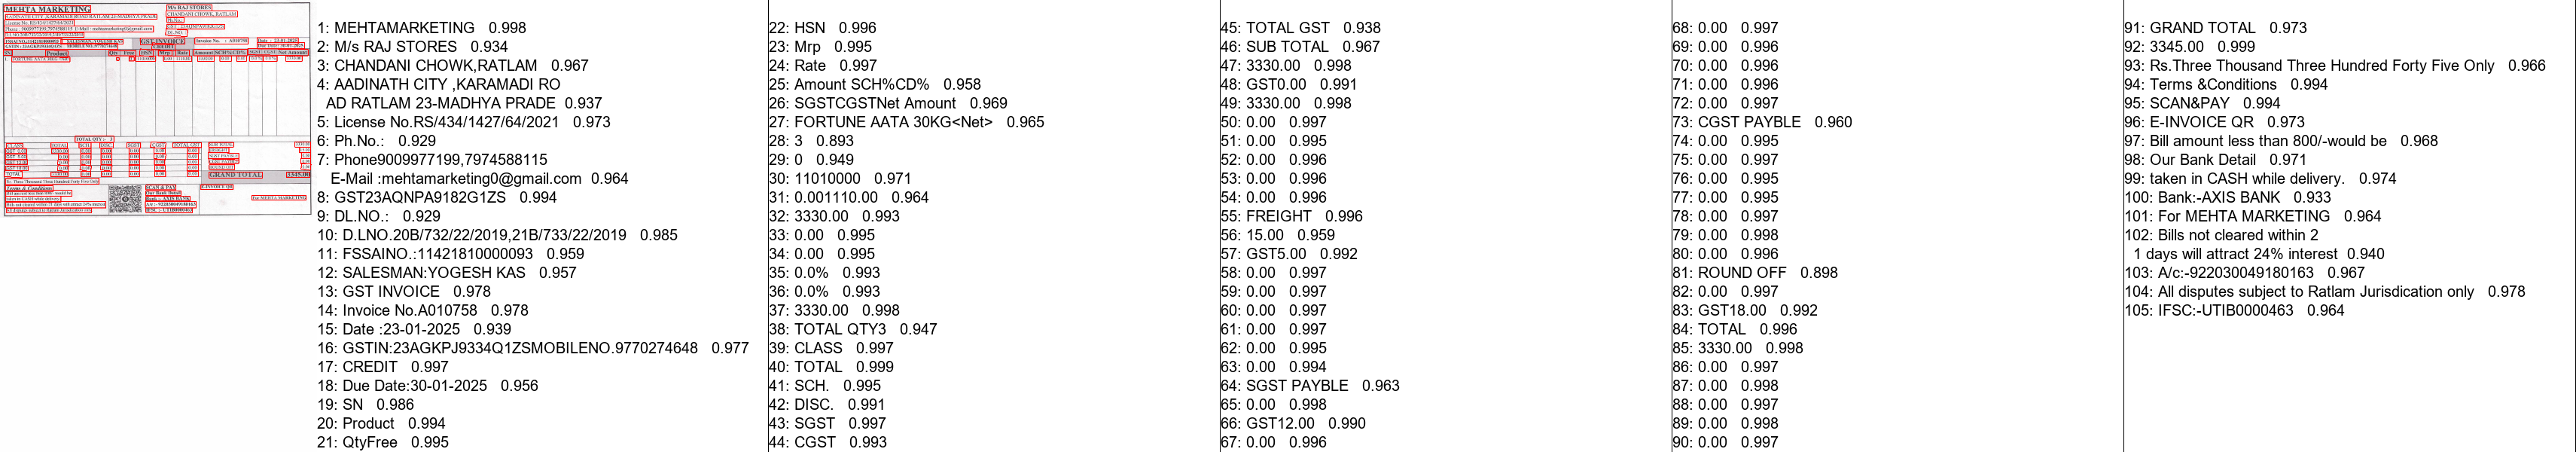 1: MEHTAMARKETING 0.998
2: M/s RAJ STORES 0.934
3: CHANDANI CHOWK,RATLAM 0.967
4: AADINATH CITY ,KARAMADI RO
AD RATLAM 23-MADHYA PRADE 0.937
5: License No.RS/434/1427/64/2021 0.973
6: Ph.No.: 0.929
7: Phone9009977199,7974588115
E-Mail :mehtamarketing0@gmail.com 0.964
8: GST23AQNPA9182G1ZS 0.994
9: DL.NO.: 0.929
10: D.LNO.20B/732/22/2019,21B/733/22/2019 0.985
11: FSSAINO.:11421810000093 0.959
12: SALESMAN:YOGESH KAS 0.957
13: GST INVOICE 0.978
14: Invoice No.A010758 0.978
15: Date :23-01-2025 0.939
16: GSTIN:23AGKPJ9334Q1ZSMOBILENO.9770274648 0.977
17: CREDIT 0.997
18: Due Date:30-01-2025 0.956
19: SN 0.986
20: Product 0.994
21: QtyFree 0.995
22: HSN 0.996
23: Mrp 0.995
24: Rate 0.997
25: Amount SCH%CD% 0.958
26: SGSTCGSTNet Amount 0.969
27: FORTUNE AATA 30KG<Net> 0.965
28: 3 0.893
29: 0 0.949
30: 11010000 0.971
31: 0.001110.00 0.964
32: 3330.00 0.993
33: 0.00 0.995
34: 0.00 0.995
35: 0.0% 0.993
36: 0.0% 0.993
37: 3330.00 0.998
38: TOTAL QTY3 0.947
39: CLASS 0.997
40: TOTAL 0.999
41: SCH. 0.995
42: DISC. 0.991
43: SGST 0.997
44: CGST 0.993
45: TOTAL GST 0.938
46: SUB TOTAL 0.967
47: 3330.00 0.998
48: GST0.00 0.991
49: 3330.00 0.998
50: 0.00 0.997
51: 0.00 0.995
52: 0.00 0.996
53: 0.00 0.996
54: 0.00 0.996
55: FREIGHT 0.996
56: 15.00 0.959
57: GST5.00 0.992
58: 0.00 0.997
59: 0.00 0.997
60: 0.00 0.997
61: 0.00 0.997
62: 0.00 0.995
63: 0.00 0.994
64: SGST PAYBLE 0.963
65: 0.00 0.998
66: GST12.00 0.990
67: 0.00 0.996
68: 0.00 0.997
69: 0.00 0.996
70: 0.00 0.996
71: 0.00 0.996
72: 0.00 0.997
73: CGST PAYBLE 0.960
74: 0.00 0.995
75: 0.00 0.997
76: 0.00 0.995
77: 0.00 0.995
78: 0.00 0.997
79: 0.00 0.998
80: 0.00 0.996
81: ROUND OFF 0.898
82: 0.00 0.997
83: GST18.00 0.992
84: TOTAL 0.996
85: 3330.00 0.998
86: 0.00 0.997
87: 0.00 0.998
88: 0.00 0.997
89: 0.00 0.998
90: 0.00 0.997
91: GRAND TOTAL 0.973
92: 3345.00 0.999
93: Rs.Three Thousand Three Hundred Forty Five Only 0.966
94: Terms &Conditions 0.994
95: SCAN&PAY 0.994
96: E-INVOICE QR 0.973
97: Bill amount less than 800/-would be 0.968
98: Our Bank Detail 0.971
99: taken in CASH while delivery. 0.974
100: Bank:-AXIS BANK 0.933
101: For MEHTA MARKETING 0.964
102: Bills not cleared within 2
1 days will attract 24% interest 0.940
103: A/c:-922030049180163 0.967
104: All disputes subject to Ratlam Jurisdication only 0.978
105: IFSC:-UTIB0000463 0.964